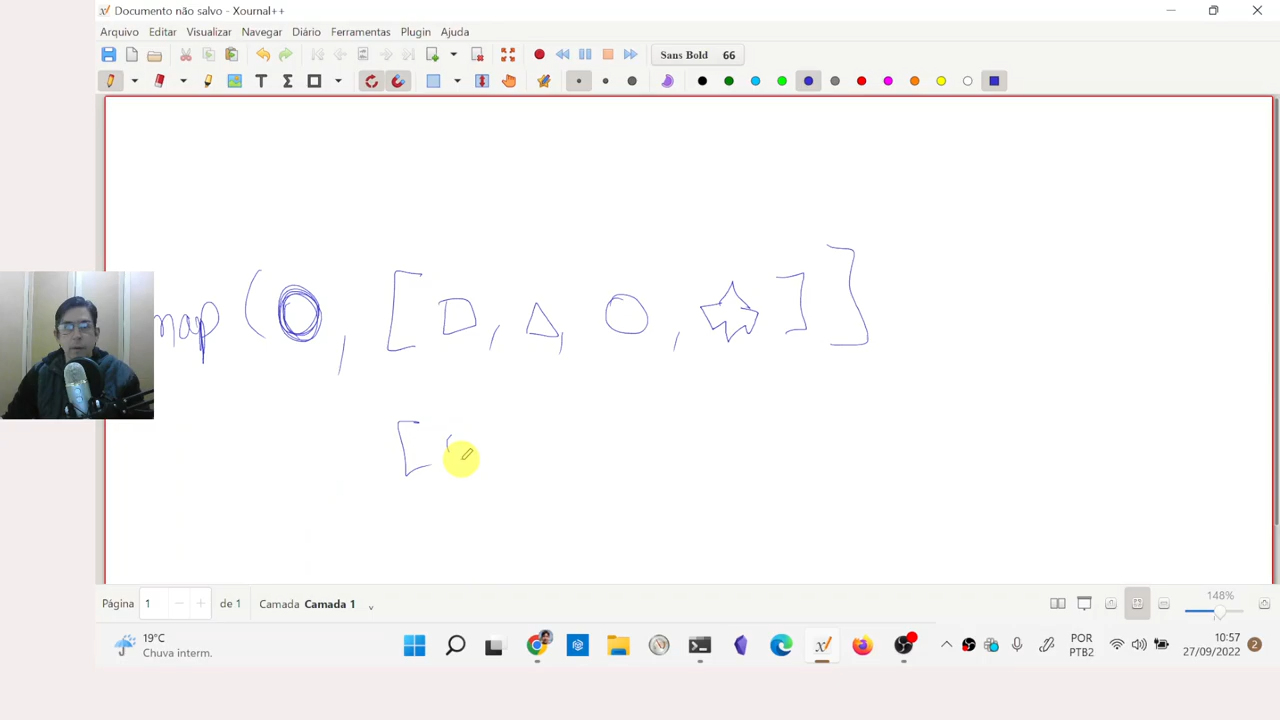 Documento não salvo - Xournal++
Arquivo Editar Visualizar Navegar Diário Ferramentas Plugin Ajuda
Sans Bold 66
map ( O, [ □, △, ○, ☆ ] ]
[
Página 1 de 1 Camada Camada 1 148%
19°C
Chuva interm.
POR
PTB2
10:57
27/09/2022
2